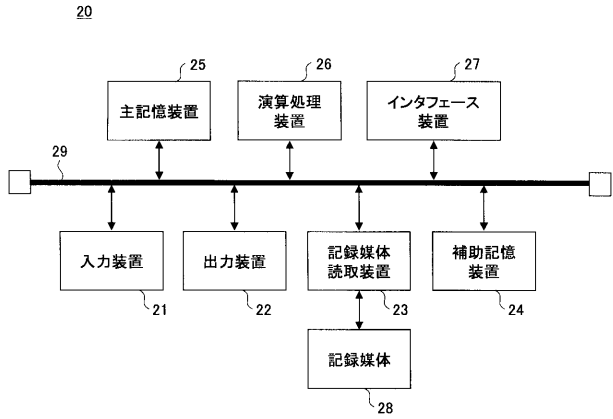 20
25
26
27
主記憶装置
演算処理
装置
インタフェース
装置
29
入力装置
出力装置
記録媒体
読取装置
補助記憶
装置
21
22
23
24
記録媒体
28